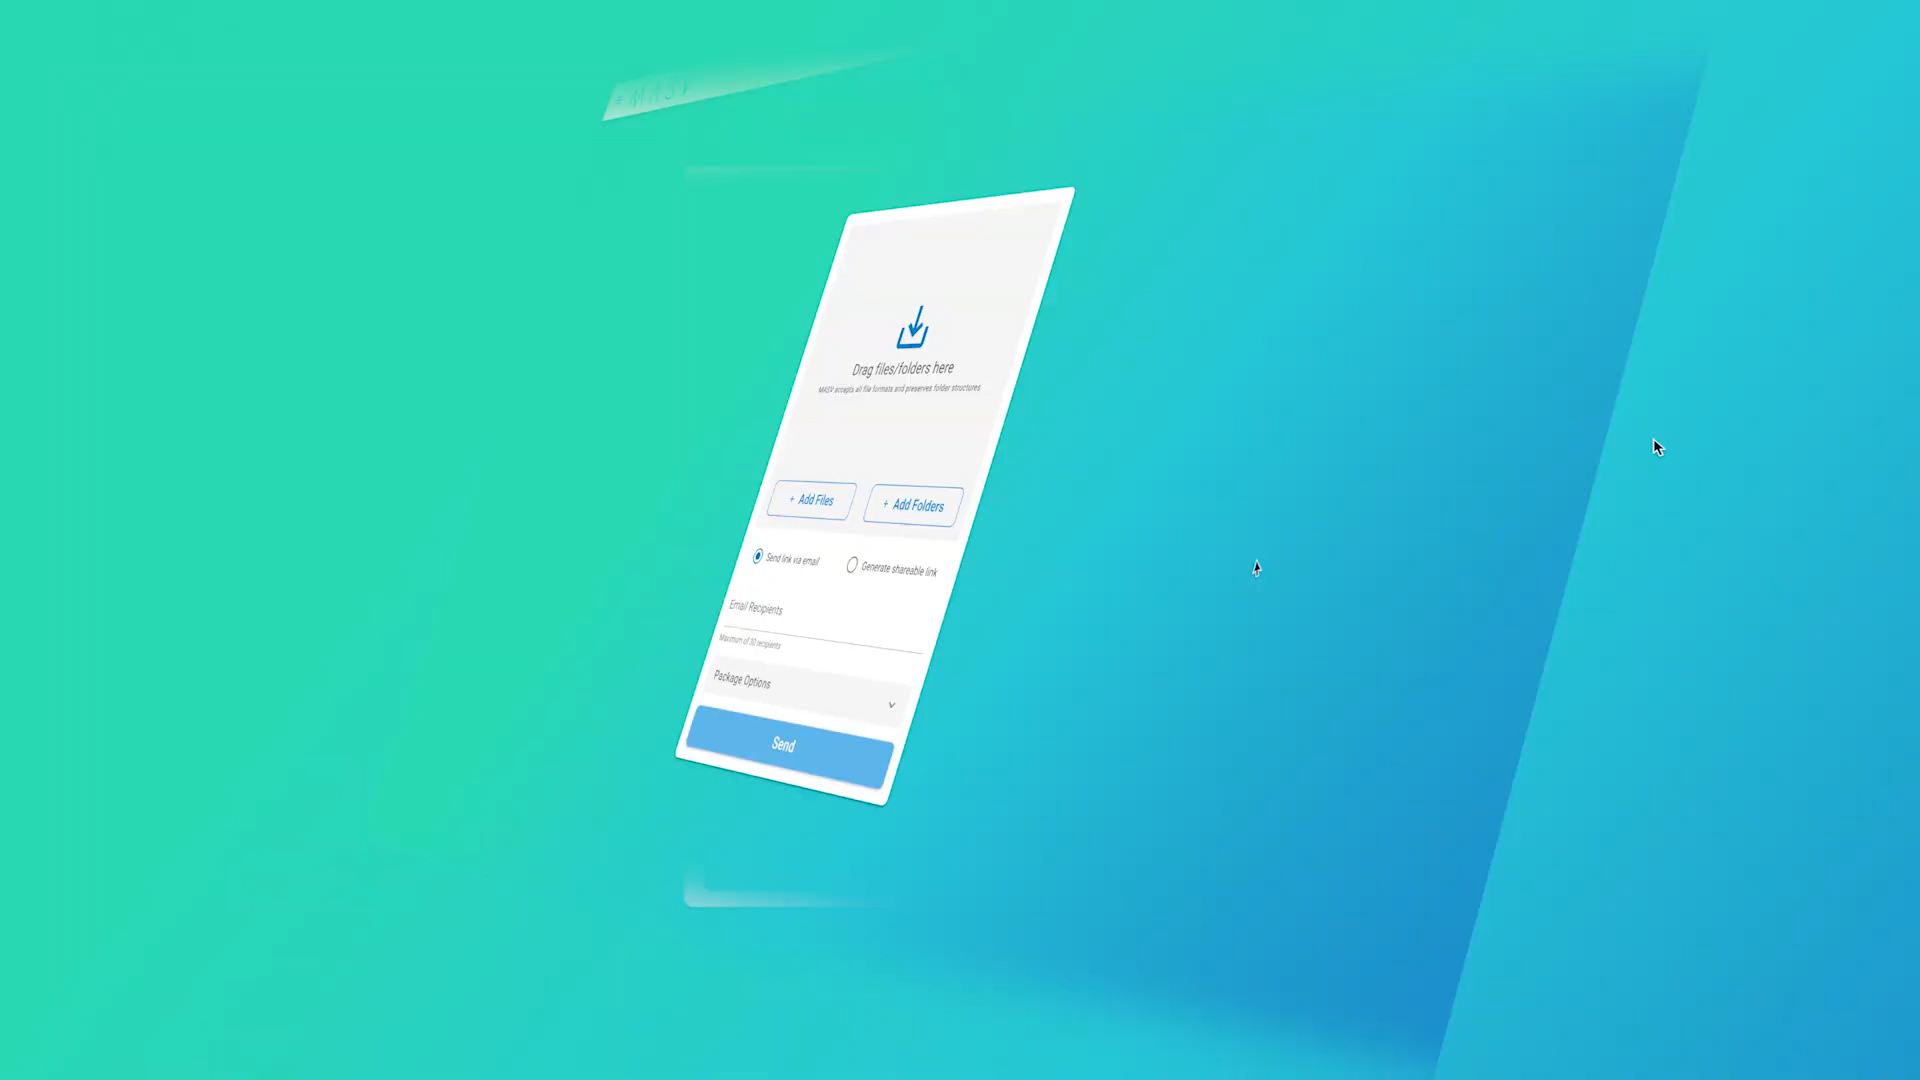 MASV
Drag files/folders here
MASV accepts all file formats and preserves folder structures
+ Add Files
+ Add Folders
Send link via email
Generate shareable link
Email Recipients
Maximum of 30 recipients
Package Options
Send